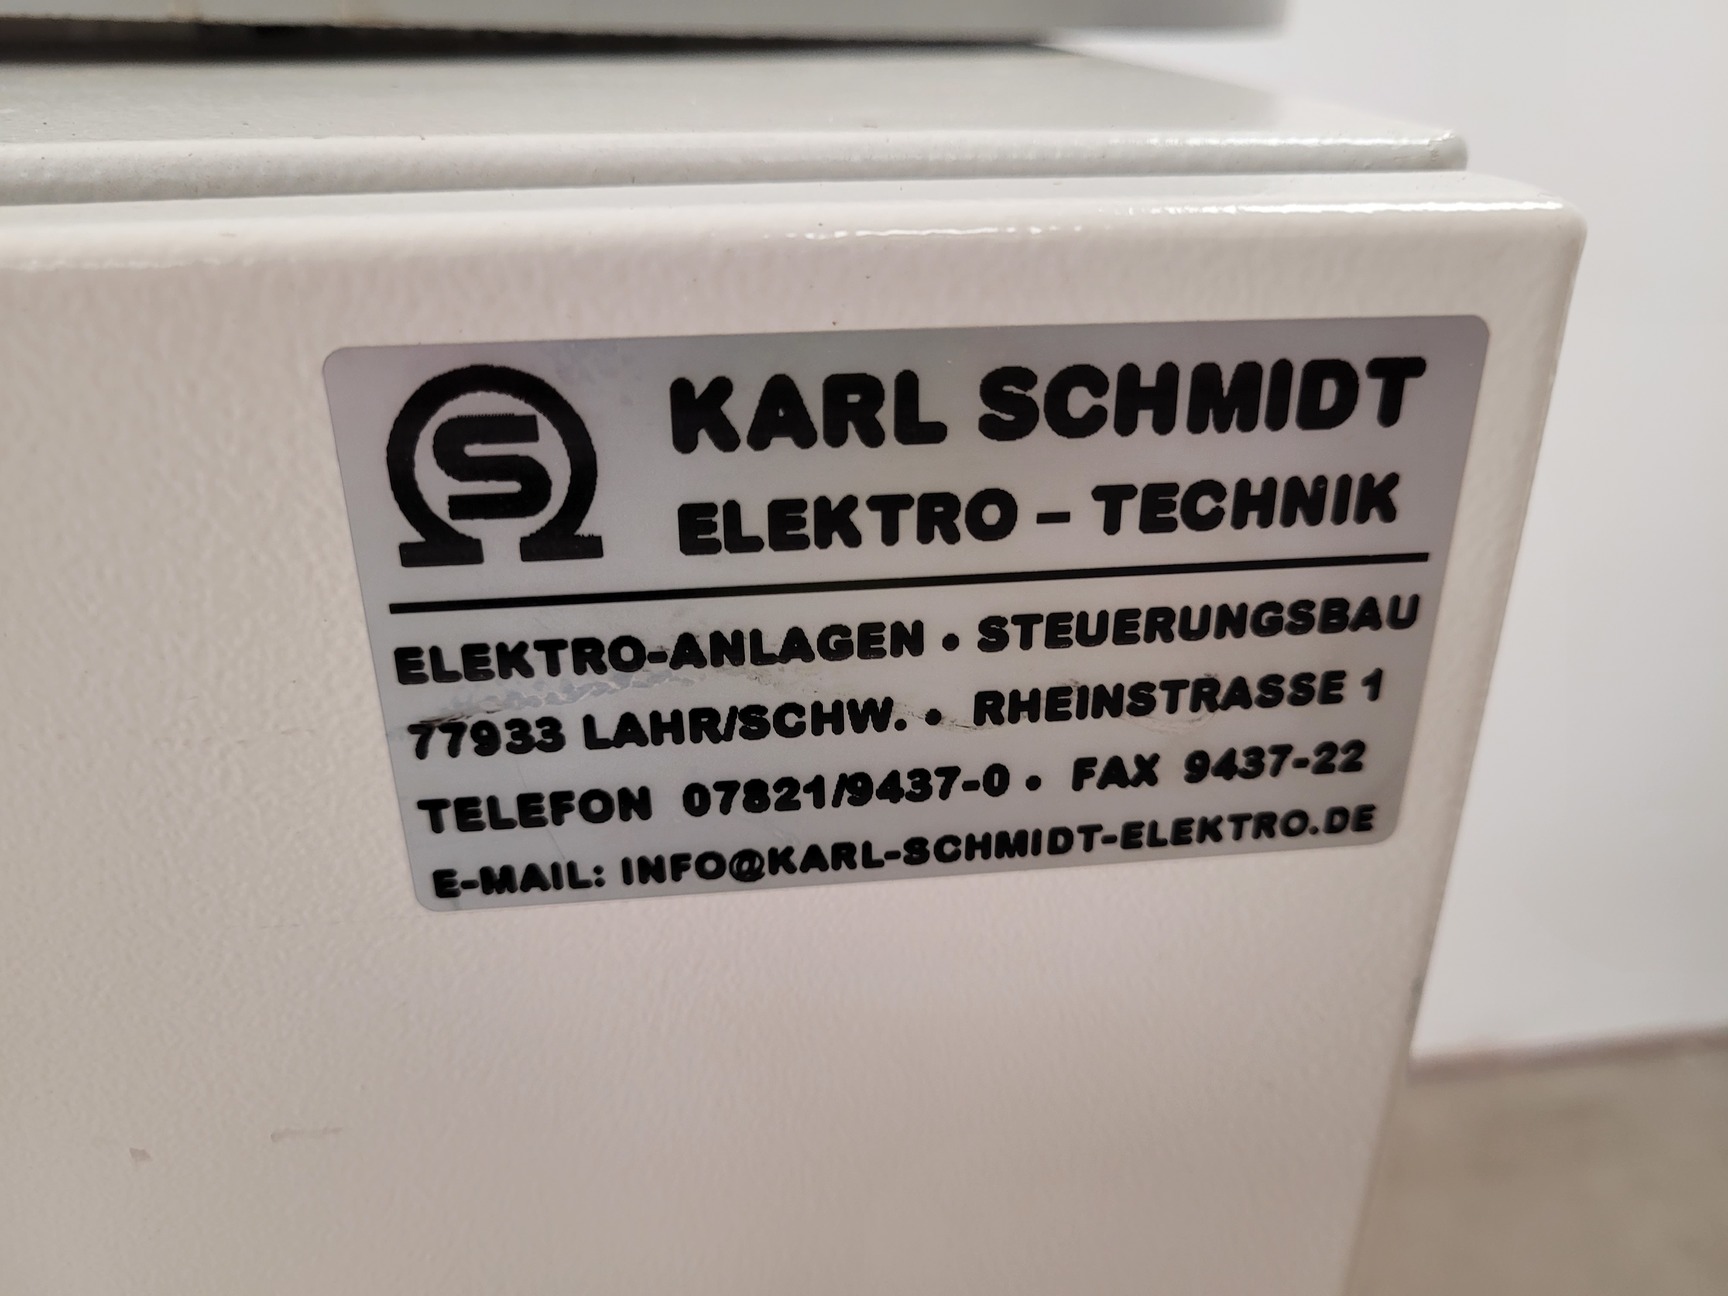 S
KARL SCHMIDT
ELEKTRO – TECHNIK
ELEKTRO-ANLAGEN • STEUERUNGSBAU
77933 LAHR/SCHW. • RHEINSTRASSE 1
TELEFON 07821/9437-0 • FAX 9437-22
E-MAIL: INFO@KARL-SCHMIDT-ELEKTRO.DE